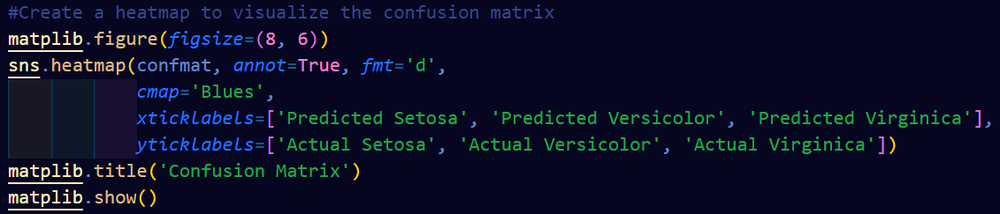 #Create a heatmap to visualize the confusion matrix
matplib.figure(figsize=(8, 6))
sns.heatmap(confmat, annot=True, fmt='d',
            cmap='Blues',
            xticklabels=['Predicted Setosa', 'Predicted Versicolor', 'Predicted Virginica'],
            yticklabels=['Actual Setosa', 'Actual Versicolor', 'Actual Virginica'])
matplib.title('Confusion Matrix')
matplib.show()